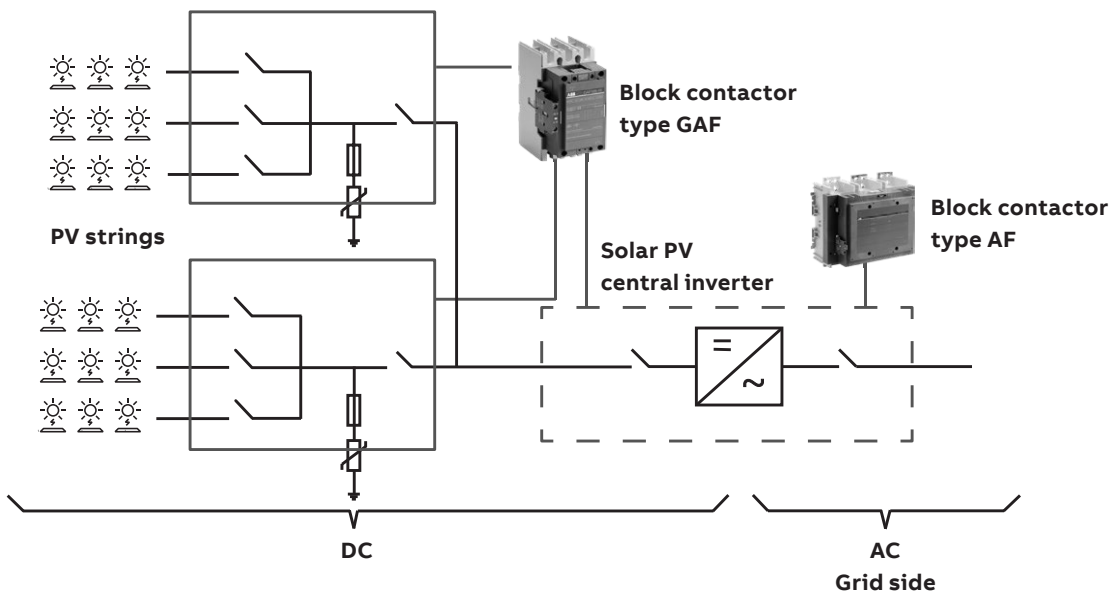 Block contactor
type GAF
PV strings
Block contactor
type AF
Solar PV
central inverter
DC
AC
Grid side